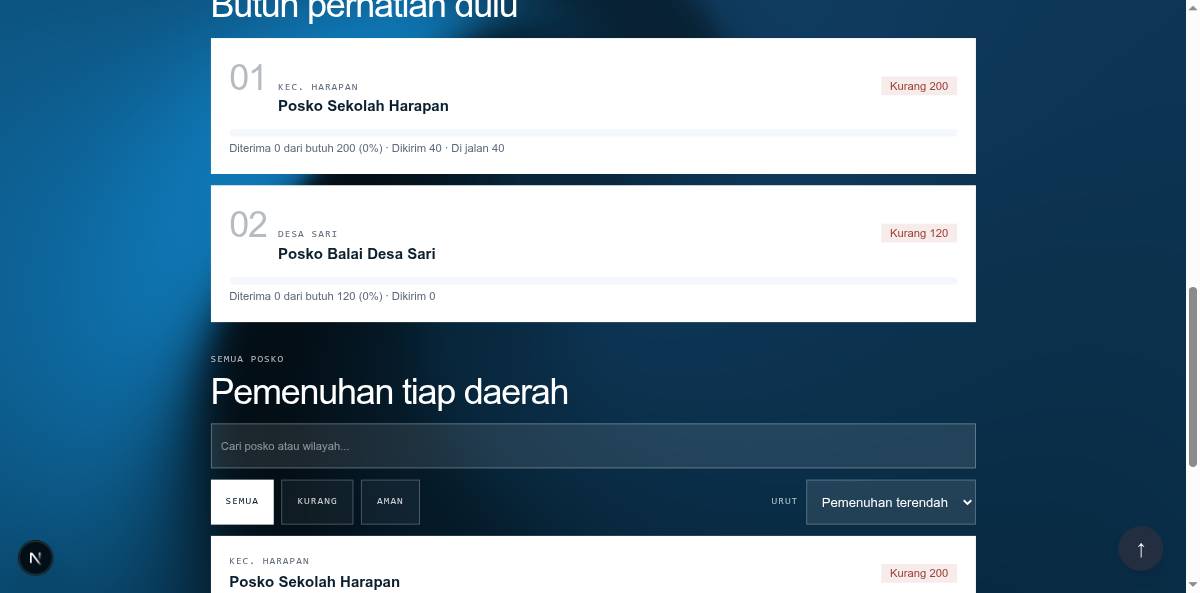 Butuh perhatian dulu
01
KEC. HARAPAN
Posko Sekolah Harapan
Kurang 200
Diterima 0 dari butuh 200 (0%) · Dikirim 40 · Di jalan 40
02
DESA SARI
Posko Balai Desa Sari
Kurang 120
Diterima 0 dari butuh 120 (0%) · Dikirim 0
SEMUA POSKO
Pemenuhan tiap daerah
Cari posko atau wilayah...
SEMUA
KURANG
AMAN
URUT
Pemenuhan terendah
KEC. HARAPAN
Posko Sekolah Harapan
Kurang 200
N
↑